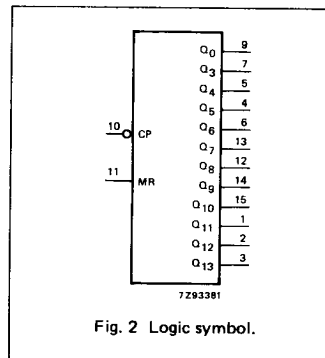 Q0 9
Q3 7
Q4 5
Q5 4
10 CP Q6 6
Q7 13
Q8 12
11 MR Q9 14
Q10 15
Q11 1
Q12 2
Q13 3
7Z93381
Fig. 2 Logic symbol.